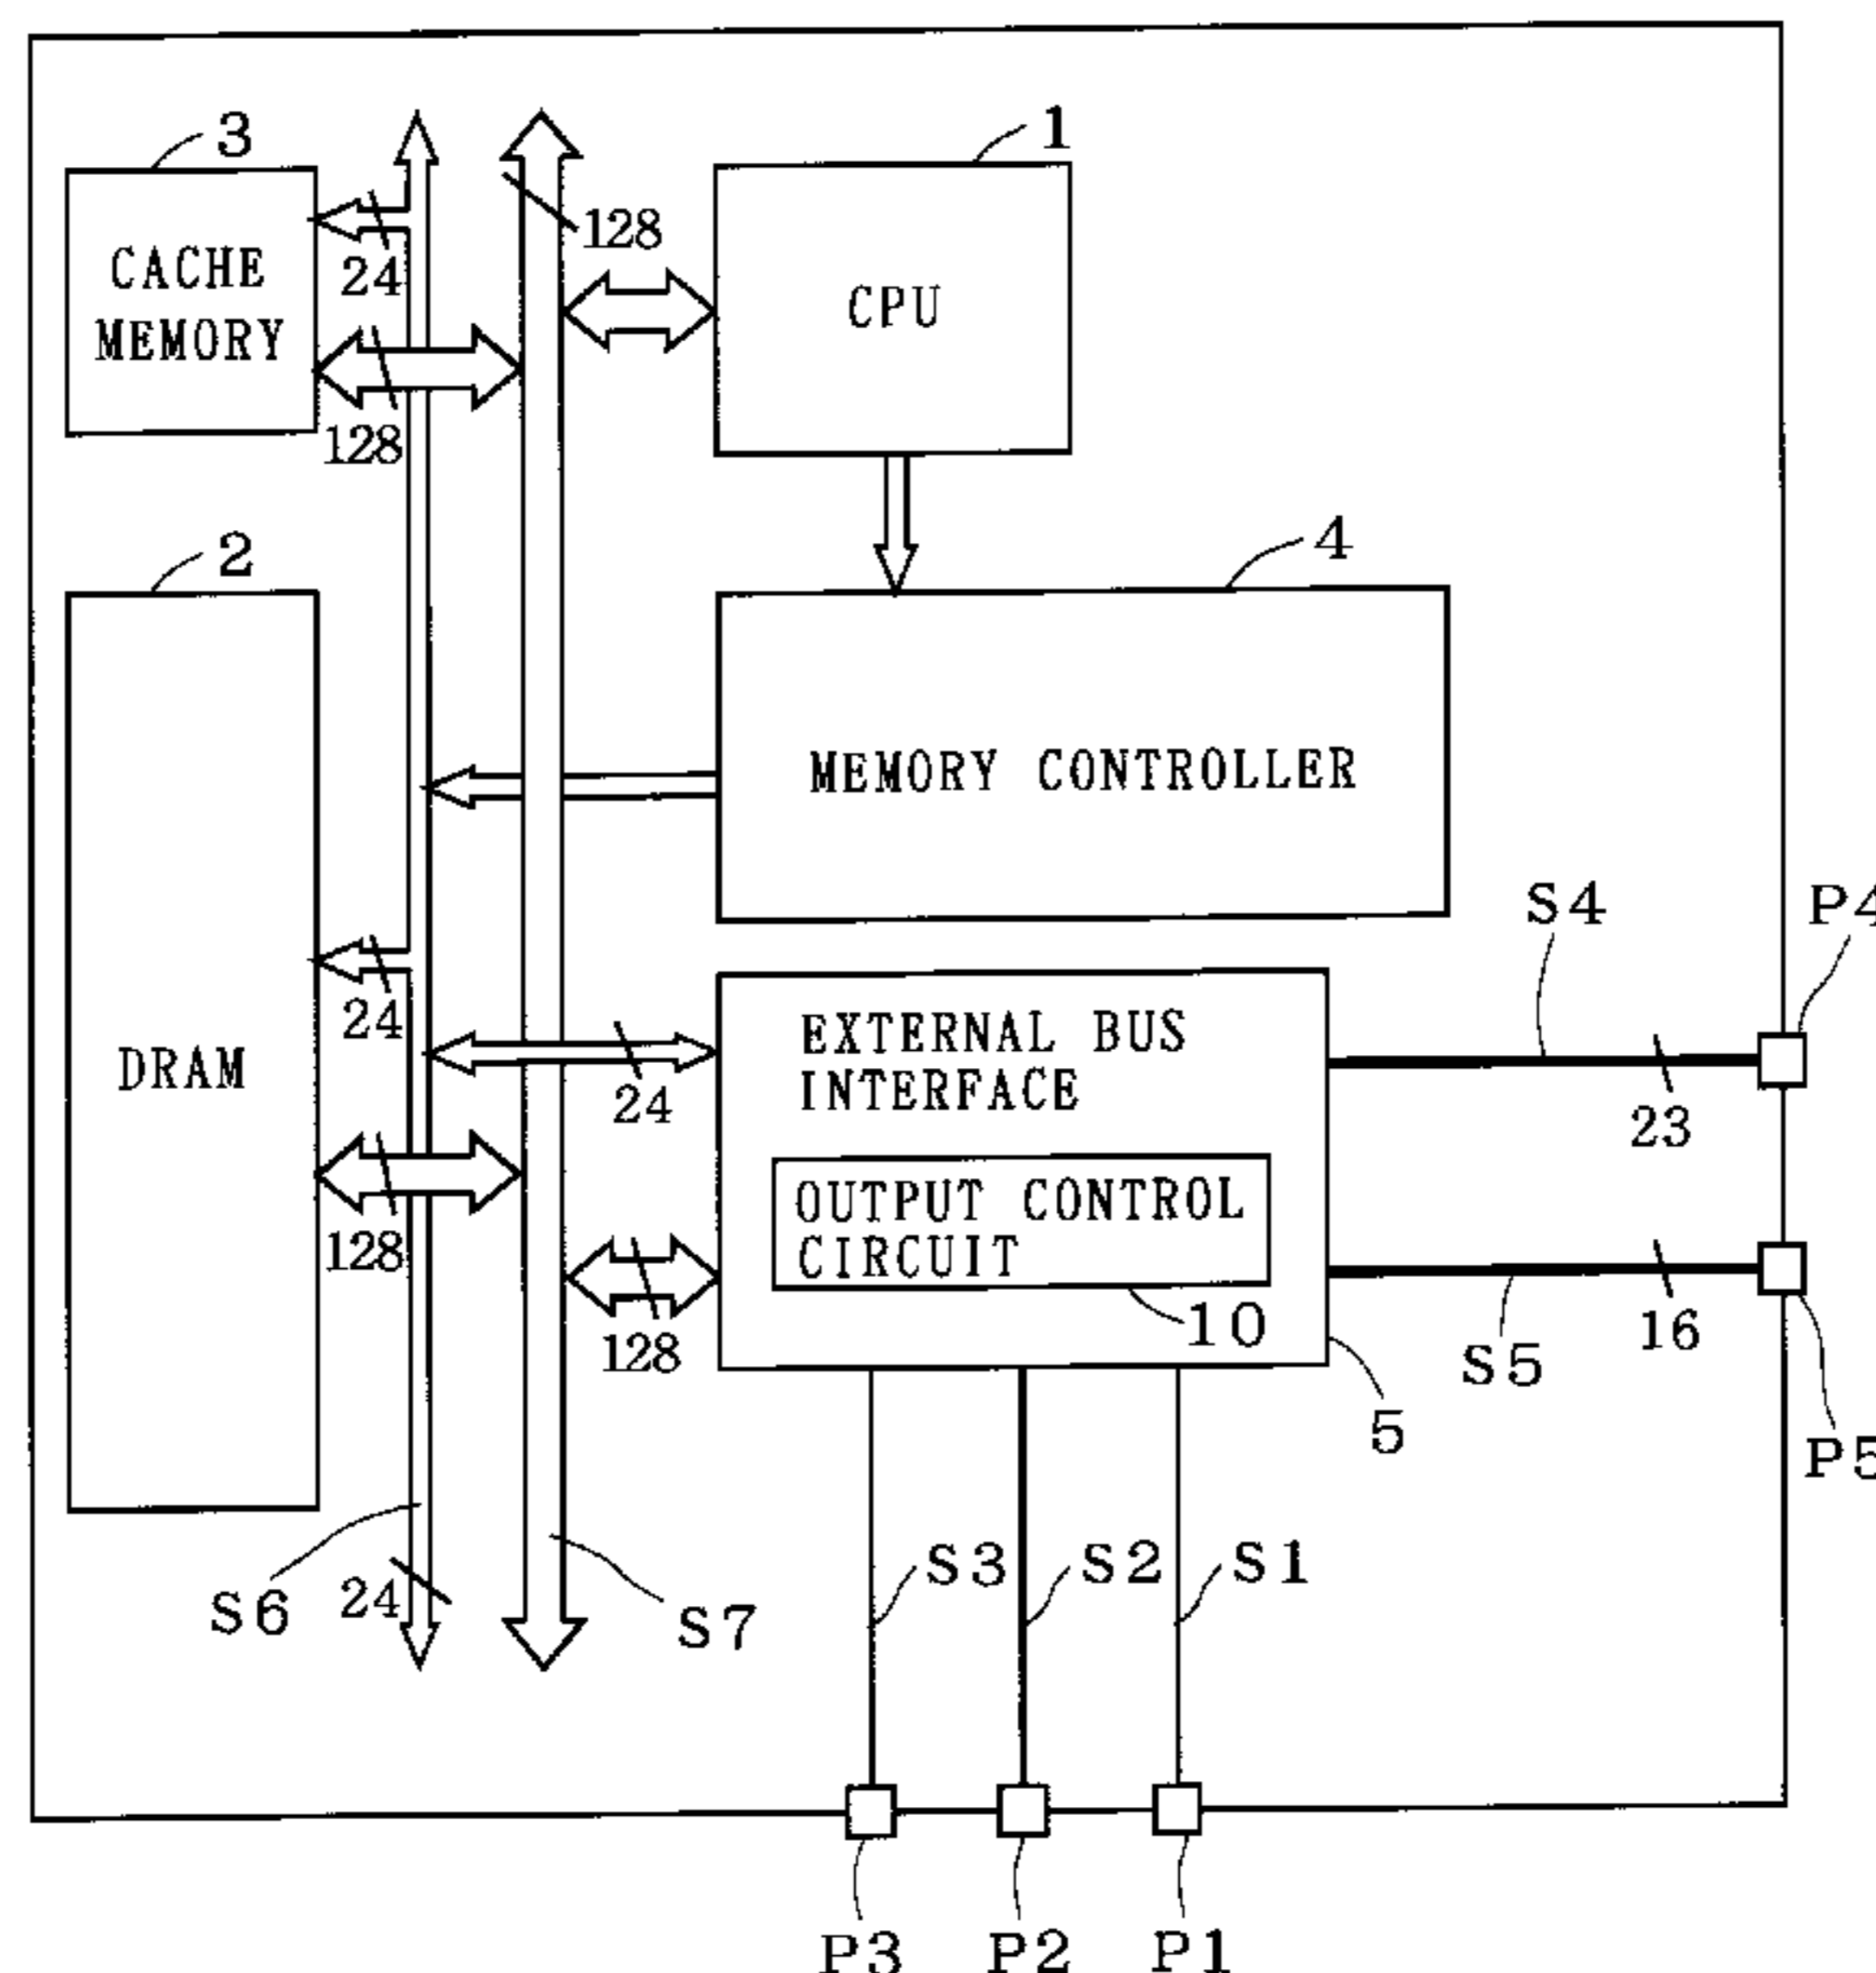 3
1
128
24
CACHE
MEMORY
CPU
128
2
4
MEMORY CONTROLLER
S4
P4
24
DRAM
EXTERNAL BUS
INTERFACE
24
23
OUTPUT CONTROL
CIRCUIT
128
128
10
16
S5
5
P5
S6
24
S7
S3
S2
S1
P3
P2
P1